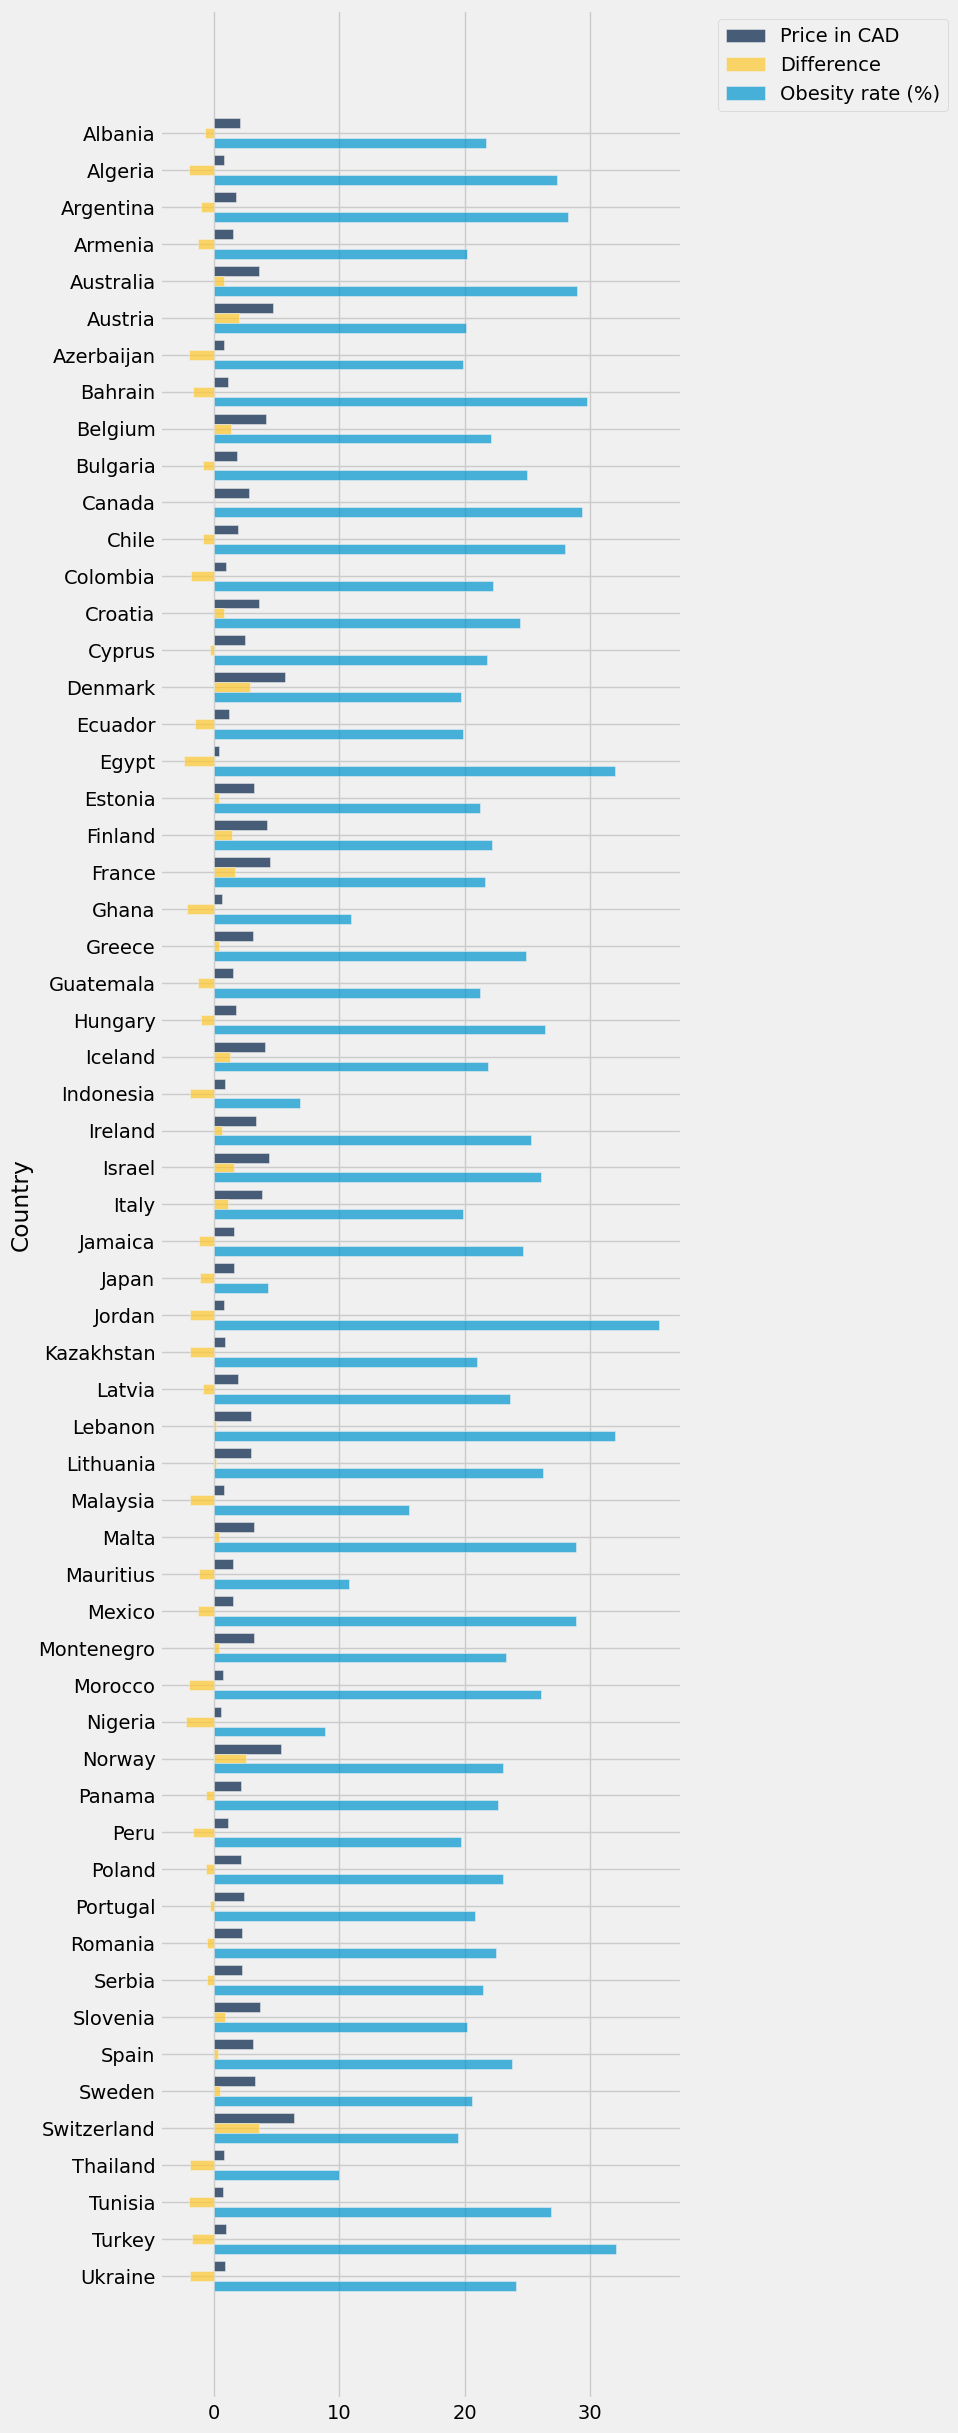 Price in CAD
Difference
Obesity rate (%)
Albania
Algeria
Argentina
Armenia
Australia
Austria
Azerbaijan
Bahrain
Belgium
Bulgaria
Canada
Chile
Colombia
Croatia
Cyprus
Denmark
Ecuador
Egypt
Estonia
Finland
France
Ghana
Greece
Guatemala
Hungary
Iceland
Indonesia
Ireland
Israel
Italy
Jamaica
Japan
Jordan
Kazakhstan
Latvia
Lebanon
Lithuania
Malaysia
Malta
Mauritius
Mexico
Montenegro
Morocco
Nigeria
Norway
Panama
Peru
Poland
Portugal
Romania
Serbia
Slovenia
Spain
Sweden
Switzerland
Thailand
Tunisia
Turkey
Ukraine
Country
0 10 20 30